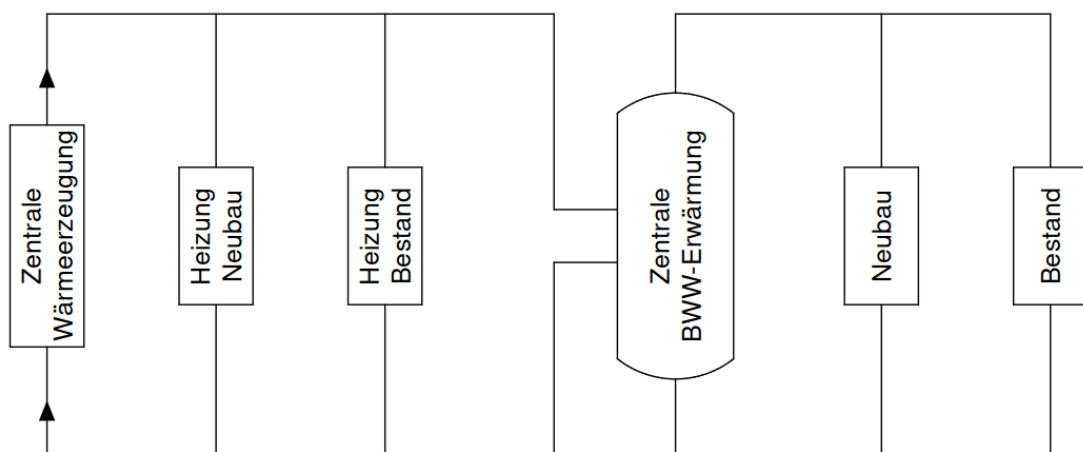 Zentrale
Wärmeerzeugung
Heizung
Neubau
Heizung
Bestand
Zentrale
BWW-Erwärmung
Neubau
Bestand